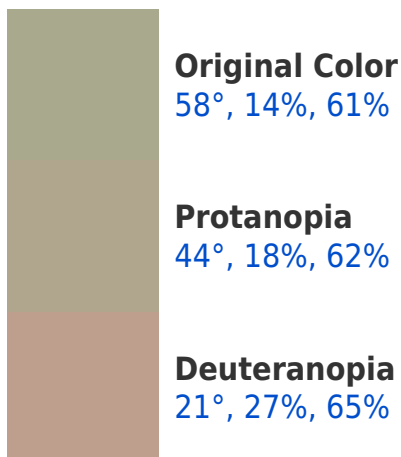 Original Color
58°, 14%, 61%
Protanopia
44°, 18%, 62%
Deuteranopia
21°, 27%, 65%